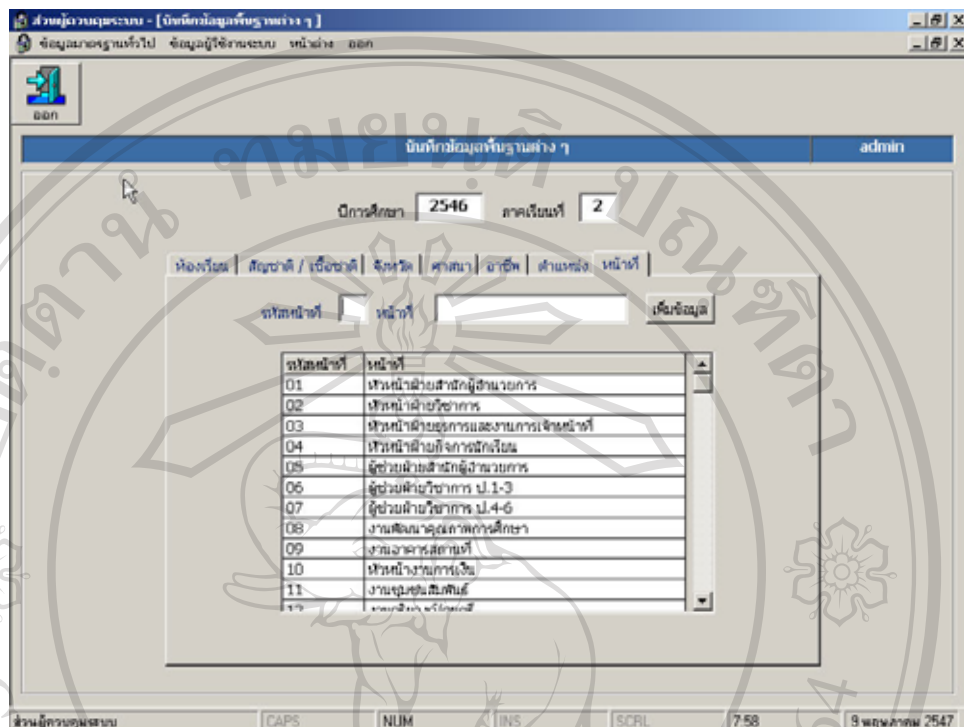 ส่วนผู้ควบคุมระบบ - [บันทึกข้อมูลพื้นฐานต่าง ๆ ]
ข้อมูลมาตรฐานทั่วไป ข้อมูลผู้ใช้งานระบบ หน้าต่าง ออก
ออก
บันทึกข้อมูลพื้นฐานต่าง ๆ admin
ปีการศึกษา 2546 ภาคเรียนที่ 2
ห้องเรียน สัญชาติ / เชื้อชาติ จังหวัด ศาสนา อาชีพ ตำแหน่ง หน้าที่
รหัสหน้าที่ หน้าที่ เพิ่มข้อมูล
รหัสหน้าที่ หน้าที่
01 หัวหน้าฝ่ายสำนักผู้อำนวยการ
02 หัวหน้าฝ่ายวิชาการ
03 หัวหน้าฝ่ายธุรการและงานการเจ้าหน้าที่
04 หัวหน้าฝ่ายกิจการนักเรียน
05 ผู้ช่วยฝ่ายสำนักผู้อำนวยการ
06 ผู้ช่วยฝ่ายวิชาการ ป.1-3
07 ผู้ช่วยฝ่ายวิชาการ ป.4-6
08 งานพัฒนาคุณภาพการศึกษา
09 งานอาคารสถานที่
10 หัวหน้างานการเงิน
11 งานชุมชนสัมพันธ์
12
ส่วนผู้ควบคุมระบบ CAPS NUM INS SCRL 7:58 9 พฤษภาคม 2547